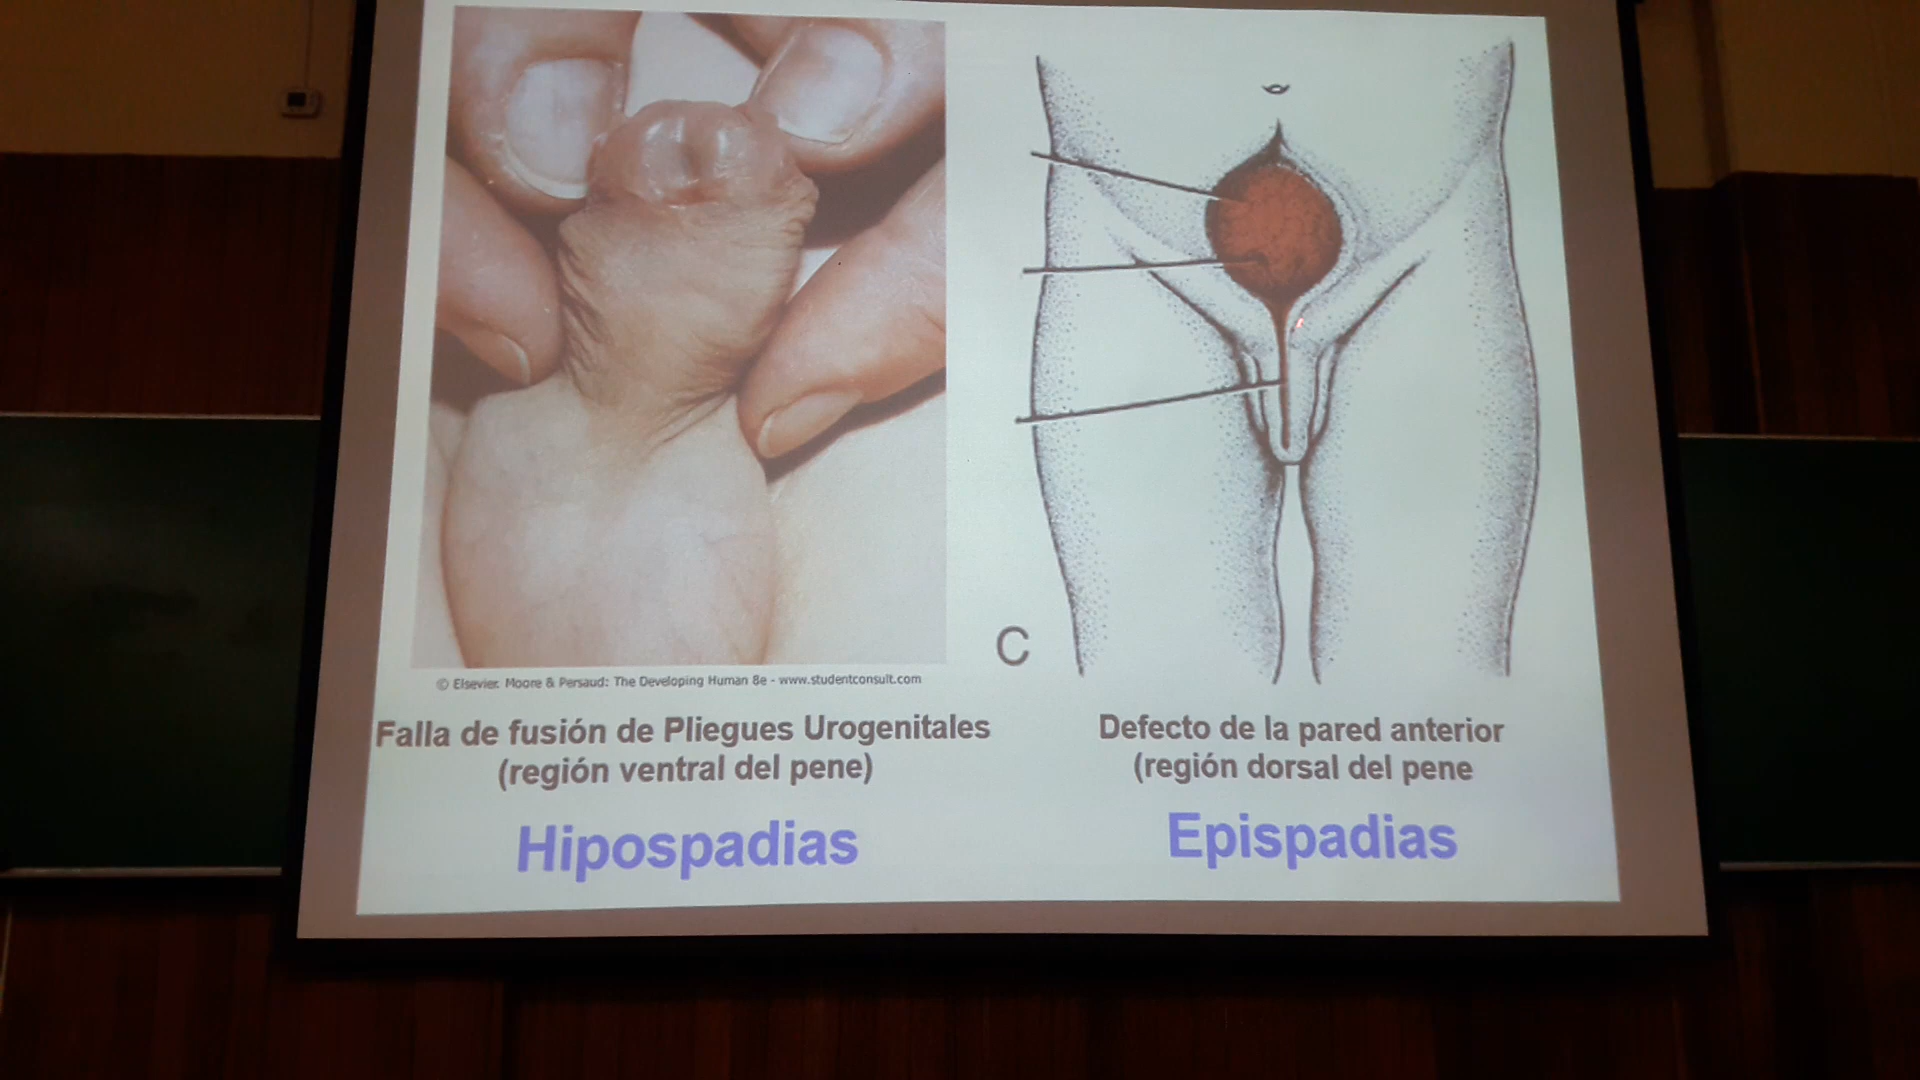 © Elsevier. Moore & Persaud: The Developing Human 8e - www.studentconsult.com
Falla de fusión de Pliegues Urogenitales
(región ventral del pene)
Hipospadias
C
Defecto de la pared anterior
(región dorsal del pene
Epispadias